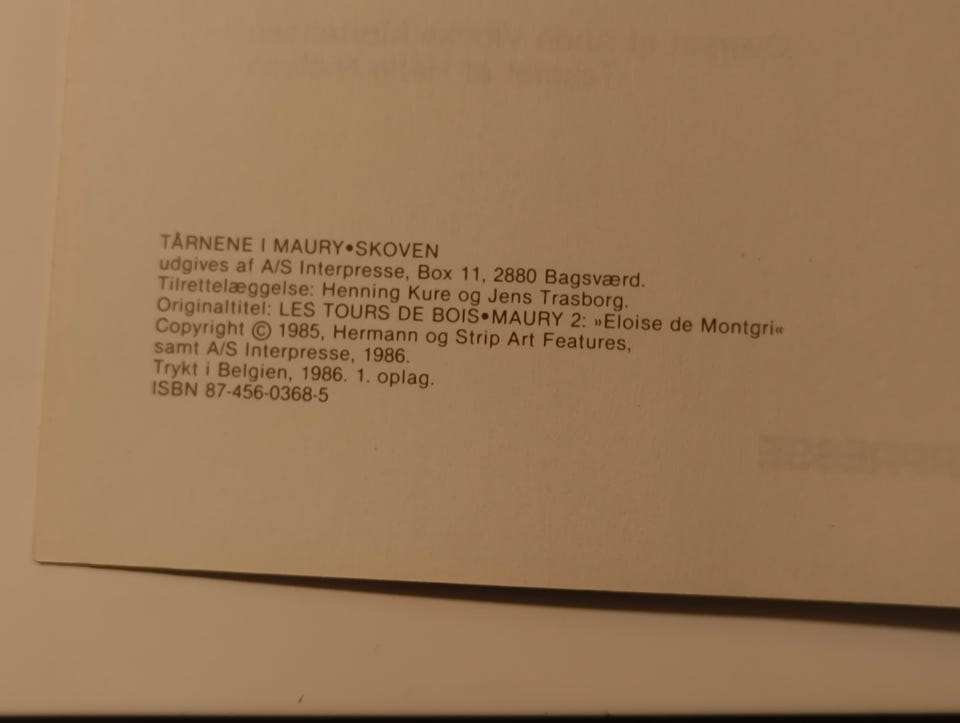 TÅRNENE I MAURY•SKOVEN
udgives af A/S Interpresse, Box 11, 2880 Bagsværd.
Tilrettelæggelse: Henning Kure og Jens Trasborg.
Originaltitel: LES TOURS DE BOIS•MAURY 2: »Eloise de Montgri«
Copyright © 1985, Hermann og Strip Art Features,
samt A/S Interpresse, 1986.
Trykt i Belgien, 1986. 1. oplag.
ISBN 87-456-0368-5